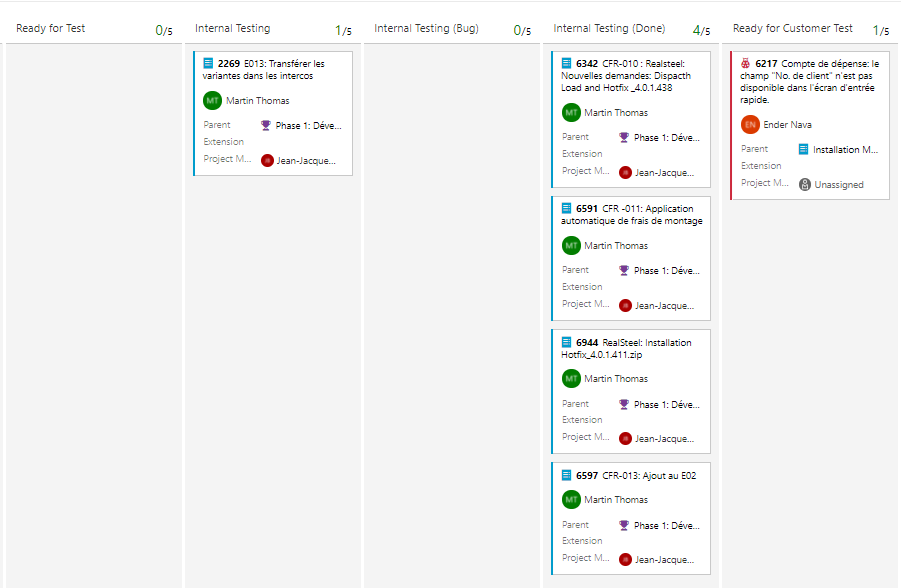 Ready for Test 0/5
Internal Testing 1/5
2269 E013: Transférer les
variantes dans les intercos
MT Martin Thomas
Parent Phase 1: Déve...
Extension
Project M... Jean-Jacque...
Internal Testing (Bug) 0/5
Internal Testing (Done) 4/5
6342 CFR-010 : Realsteel:
Nouvelles demandes: Dispacth
Load and Hotfix _4.0.1.438
MT Martin Thomas
Parent Phase 1: Déve...
Extension
Project M... Jean-Jacque...
6591 CFR -011: Application
automatique de frais de montage
MT Martin Thomas
Parent Phase 1: Déve...
Extension
Project M... Jean-Jacque...
6944 RealSteel: Installation
Hotfix_4.0.1.411.zip
MT Martin Thomas
Parent Phase 1: Déve...
Extension
Project M... Jean-Jacque...
6597 CFR-013: Ajout au E02
MT Martin Thomas
Parent Phase 1: Déve...
Extension
Project M... Jean-Jacque...
Ready for Customer Test 1/5
6217 Compte de dépense: le
champ "No. de client" n'est pas
disponible dans l'écran d'entrée
rapide.
EN Ender Nava
Parent Installation M...
Extension
Project M... Unassigned